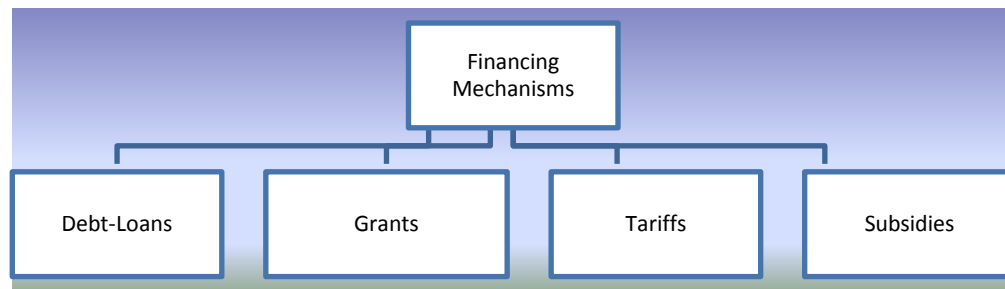 Financing
Mechanisms
Debt-Loans
Grants
Tariffs
Subsidies